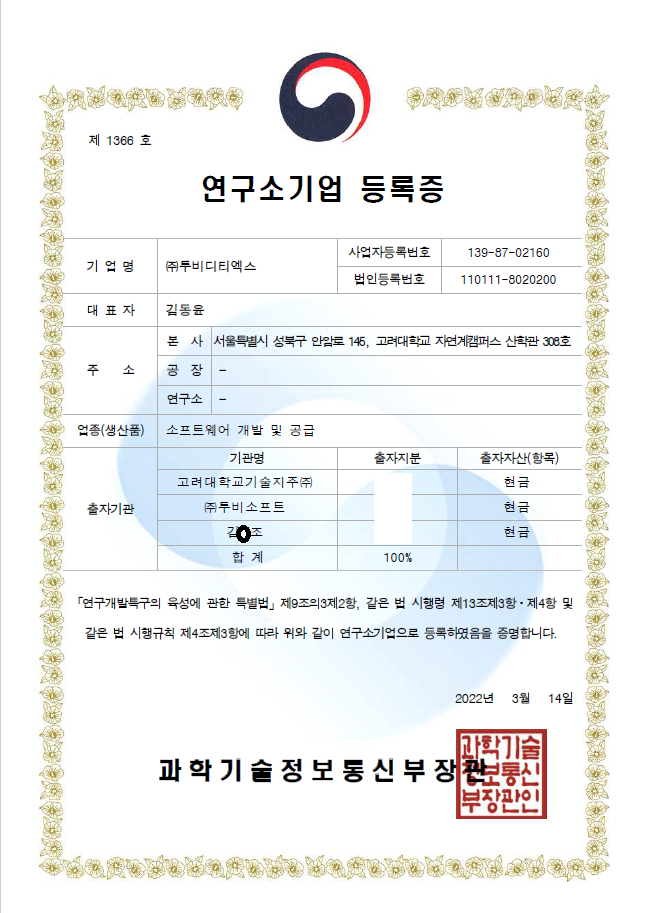 제 1366 호
연구소기업 등록증
기 업 명 ㈜투비디티엑스 사업자등록번호 139-87-02160
법인등록번호 110111-8020200
대 표 자 김동윤
주 소 본 사 서울특별시 성북구 안암로 145, 고려대학교 자연계캠퍼스 산학관 308호
공 장 -
연구소 -
업종(생산품) 소프트웨어 개발 및 공급
출자기관 기관명 출자지분 출자자산(항목)
고려대학교기술지주㈜ 현금
㈜투비소프트 현금
김 조 현금
합 계 100%
「연구개발특구의 육성에 관한 특별법」 제9조의3제2항, 같은 법 시행령 제13조제3항·제4항 및
같은 법 시행규칙 제4조제3항에 따라 위와 같이 연구소기업으로 등록하였음을 증명합니다.
2022년 3월 14일
과학기술정보통신부장관
과학기술
정보통신
부장관인